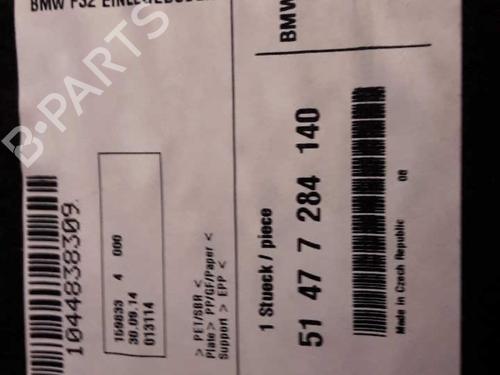 BMW F32
1044838309
159833 4 000
30.09.14
013114
> PET/SBR <
Plate > PP/GF/Paper <
Support > EPP <
BMW
1 Stueck / piece
51 47 7 284 140
Made in Czech Republic 08
B-PARTS